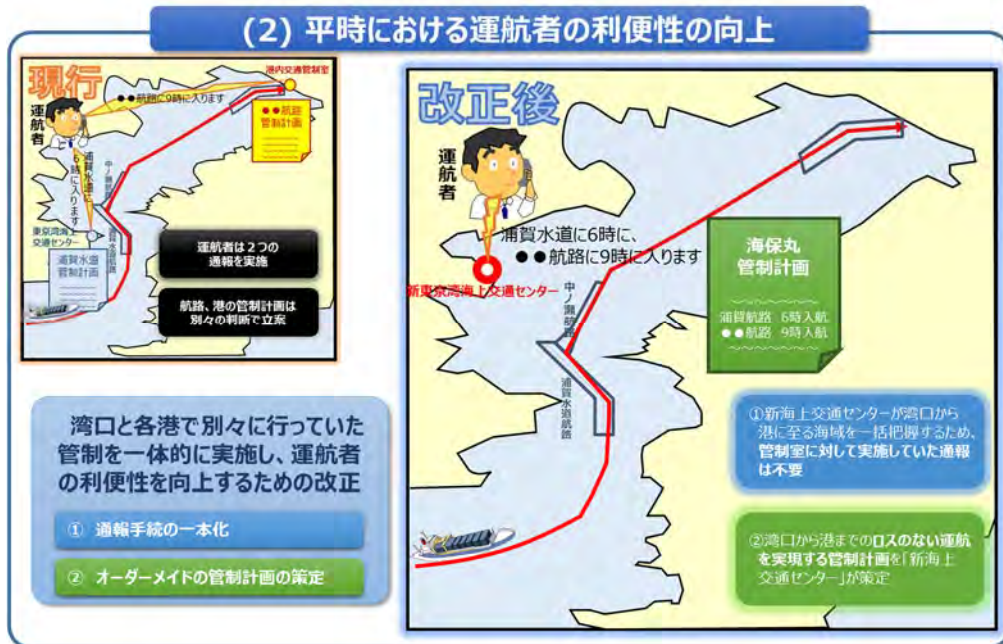 (2) 平時における運航者の利便性の向上
現行
運航者
港内交通管制室
●●航路に9時に入ります
●●航路
管制計画
浦賀水道に
6時に入ります
中ノ瀬航路
浦賀水道航路
東京湾海上
交通センター
浦賀水道
管制計画
運航者は2つの
通報を実施
航路、港の管制計画は
別々の判断で立案
湾口と各港で別々に行っていた
管制を一体的に実施し、運航者
の利便性を向上するための改正
① 通報手続の一本化
② オーダーメイドの管制計画の策定
改正後
運航者
浦賀水道に6時に、
●●航路に9時に入ります
新東京湾海上交通センター
中ノ瀬航路
浦賀水道航路
海保丸
管制計画
浦賀航路 6時入航
●●航路 9時入航
①新海上交通センターが湾口から
港に至る海域を一括把握するため、
管制室に対して実施していた通報
は不要
②湾口から港までのロスのない運航
を実現する管制計画を「新海上
交通センター」が策定